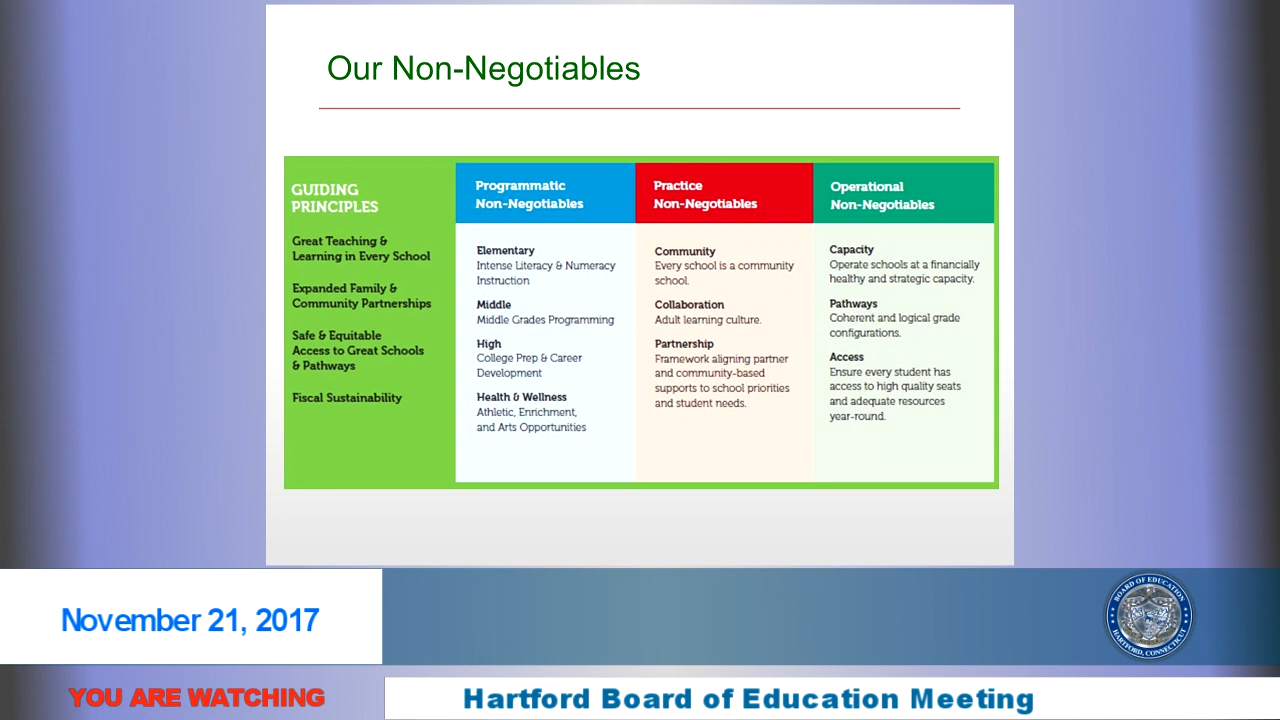 Our Non-Negotiables
GUIDING
PRINCIPLES
Great Teaching &
Learning in Every School
Expanded Family &
Community Partnerships
Safe & Equitable
Access to Great Schools
& Pathways
Fiscal Sustainability
Programmatic
Non-Negotiables
Elementary
Intense Literacy & Numeracy
Instruction
Middle
Middle Grades Programming
High
College Prep & Career
Development
Health & Wellness
Athletic, Enrichment,
and Arts Opportunities
Practice
Non-Negotiables
Community
Every school is a community
school.
Collaboration
Adult learning culture.
Partnership
Framework aligning partner
and community-based
supports to school priorities
and student needs.
Operational
Non-Negotiables
Capacity
Operate schools at a financially
healthy and strategic capacity.
Pathways
Coherent and logical grade
configurations.
Access
Ensure every student has
access to high quality seats
and adequate resources
year-round.
November 21, 2017
BOARD OF EDUCATION
HARTFORD, CONNECTICUT
YOU ARE WATCHING
Hartford Board of Education Meeting